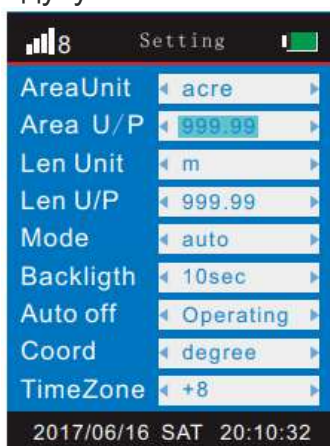 8 Setting
AreaUnit acre
Area U/P 999.99
Len Unit m
Len U/P 999.99
Mode auto
Backligth 10sec
Auto off Operating
Coord degree
TimeZone +8
2017/06/16 SAT 20:10:32